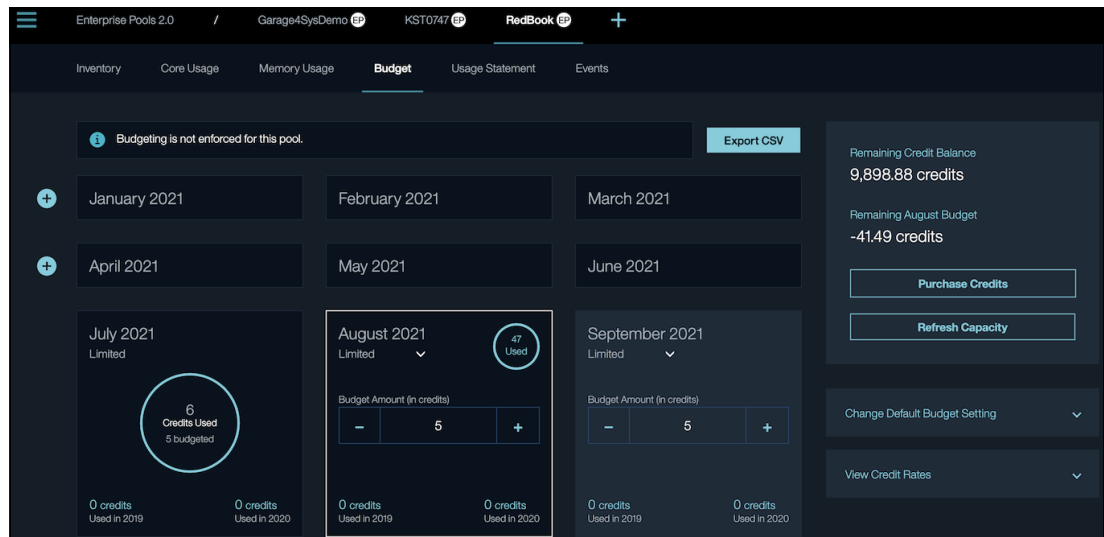 Enterprise Pools 2.0 / Garage4SysDemo EP KST0747 EP RedBook EP +
Inventory Core Usage Memory Usage Budget Usage Statement Events
i Budgeting is not enforced for this pool. Export CSV
+ January 2021 February 2021 March 2021
+ April 2021 May 2021 June 2021
July 2021
Limited
6
Credits Used
5 budgeted
0 credits 0 credits
Used in 2019 Used in 2020
August 2021
Limited
47
Used
Budget Amount (in credits)
− 5 +
0 credits 0 credits
Used in 2019 Used in 2020
September 2021
Limited
Budget Amount (in credits)
− 5 +
0 credits 0 credits
Used in 2019 Used in 2020
Remaining Credit Balance
9,898.88 credits
Remaining August Budget
-41.49 credits
Purchase Credits
Refresh Capacity
Change Default Budget Setting
View Credit Rates